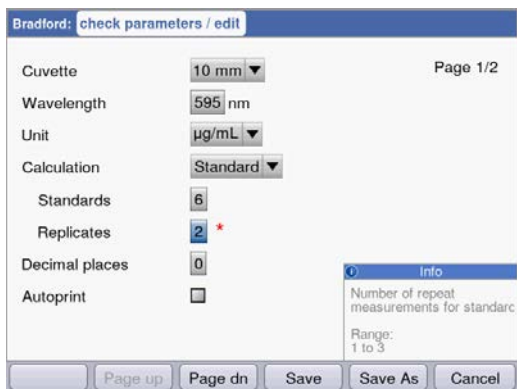 Bradford: check parameters / edit
Cuvette 10 mm Page 1/2
Wavelength 595 nm
Unit µg/mL
Calculation Standard
Standards 6
Replicates 2 *
Decimal places 0
Autoprint
Info
Number of repeat
measurements for standarc
Range:
1 to 3
Page up Page dn Save Save As Cancel